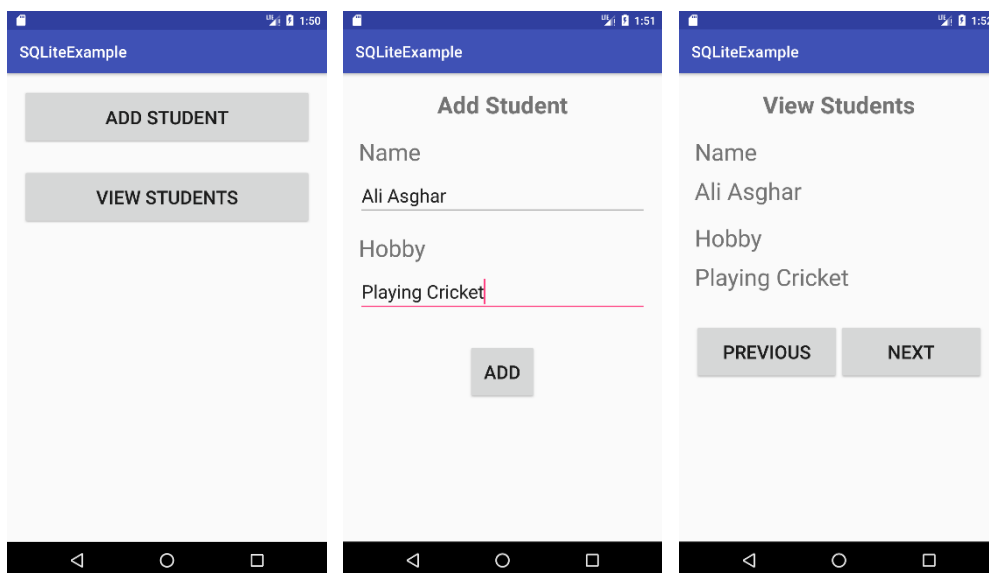 1:50
SQLiteExample
ADD STUDENT
VIEW STUDENTS
1:51
SQLiteExample
Add Student
Name
Ali Asghar
Hobby
Playing Cricket
ADD
1:52
SQLiteExample
View Students
Name
Ali Asghar
Hobby
Playing Cricket
PREVIOUS NEXT